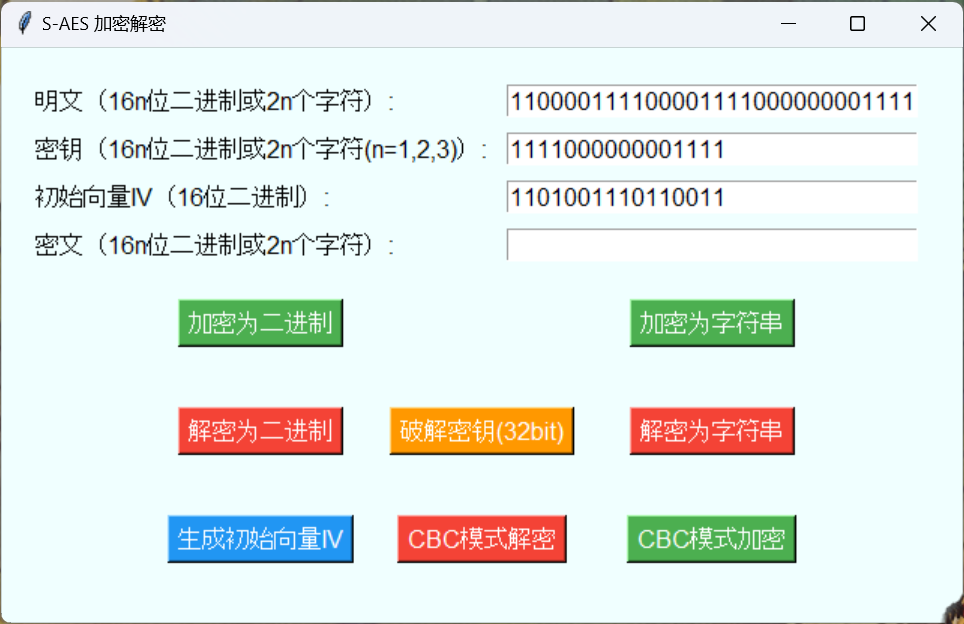 S-AES 加密解密
明文（16n位二进制或2n个字符）: 1100001111000011110000000001111
密钥（16n位二进制或2n个字符(n=1,2,3)）: 1111000000001111
初始向量IV（16位二进制）: 1101001110110011
密文（16n位二进制或2n个字符）:
加密为二进制 加密为字符串
解密为二进制 破解密钥(32bit) 解密为字符串
生成初始向量IV CBC模式解密 CBC模式加密